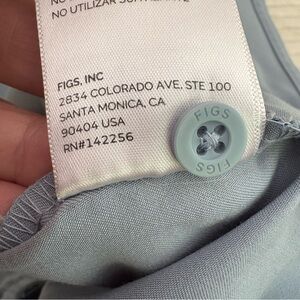 NO UTILIZAR
FIGS, INC
2834 COLORADO AVE, STE 100
SANTA MONICA, CA
90404 USA
RN#142256
FIGS
FIGS